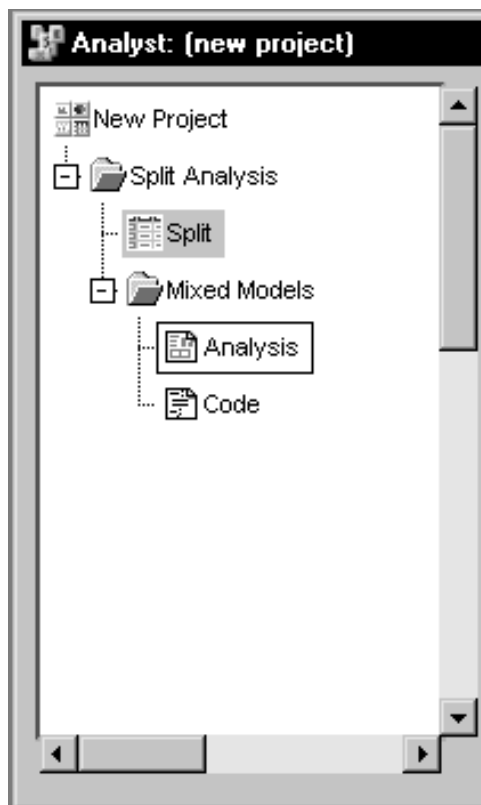 Analyst: (new project)
New Project
Split Analysis
Split
Mixed Models
Analysis
Code